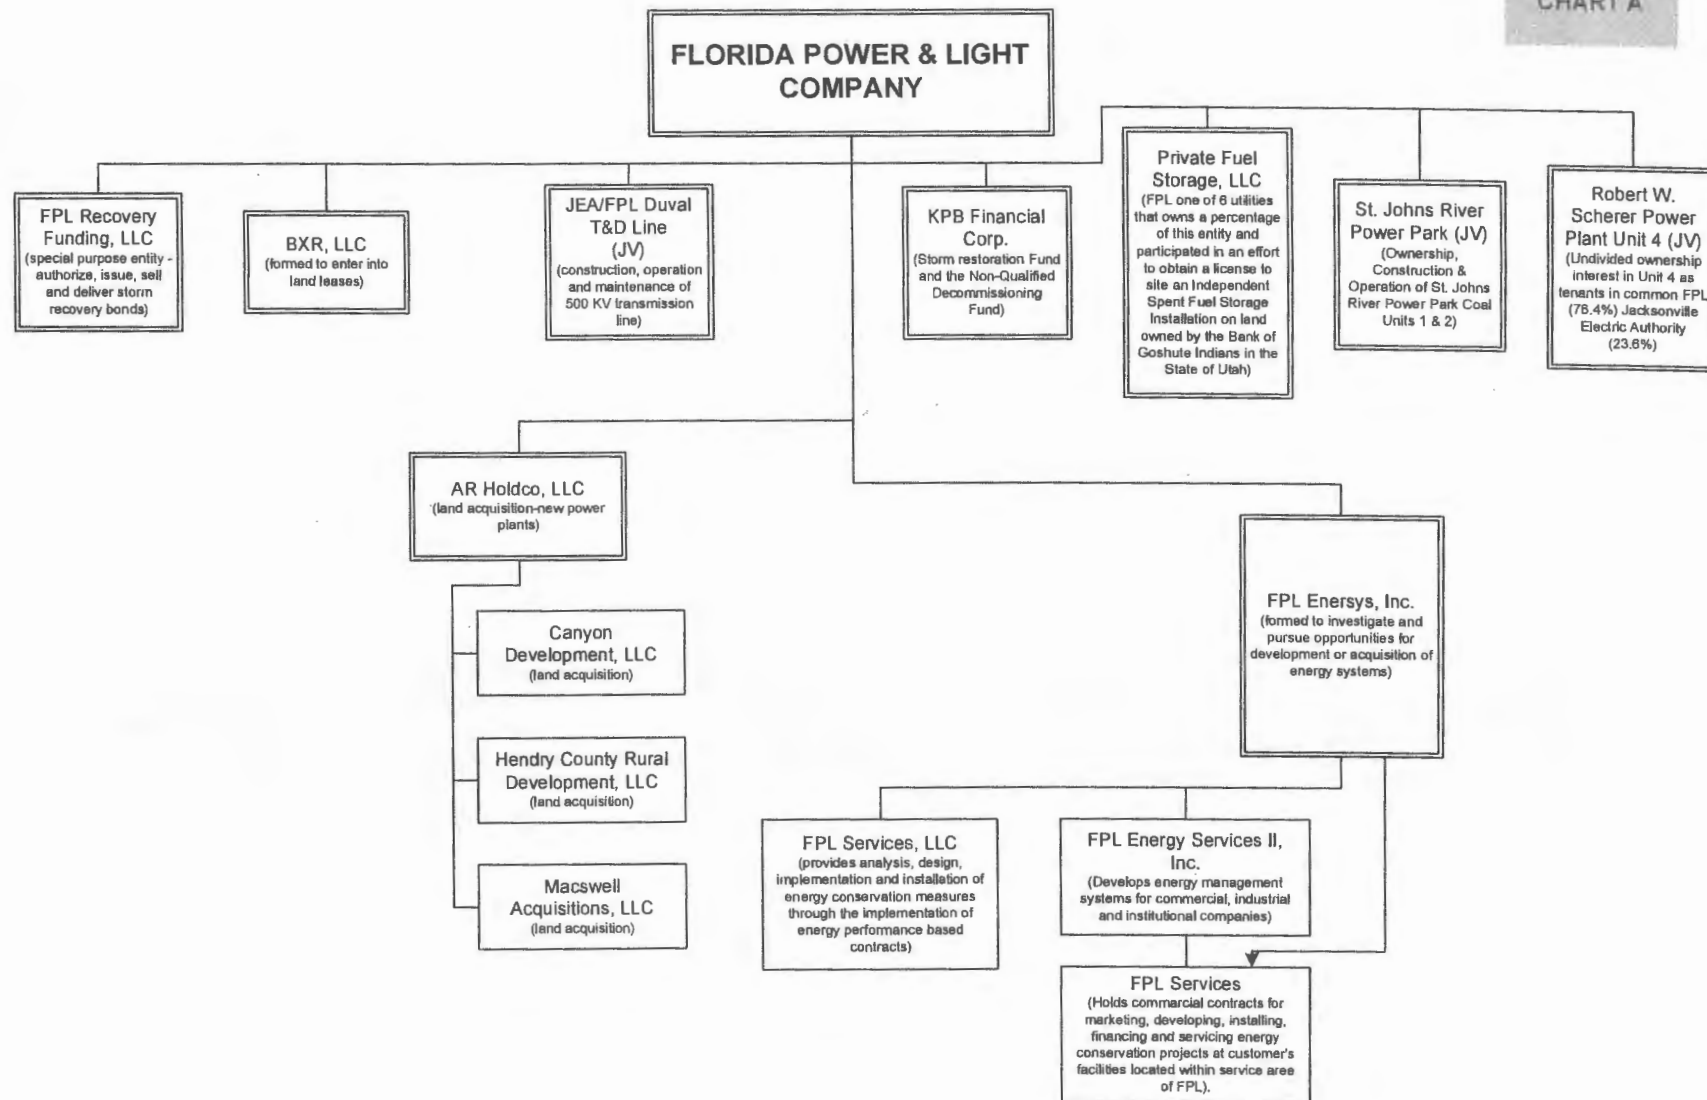 CHART A
FLORIDA POWER & LIGHT
COMPANY
FPL Recovery
Funding, LLC
(special purpose entity -
authorize, issue, sell
and deliver storm
recovery bonds)
BXR, LLC
(formed to enter into
land leases)
JEA/FPL Duval
T&D Line
(JV)
(construction, operation
and maintenance of
500 KV transmission
line)
KPB Financial
Corp.
(Storm restoration Fund
and the Non-Qualified
Decommissioning
Fund)
Private Fuel
Storage, LLC
(FPL one of 6 utilities
that owns a percentage
of this entity and
participated in an effort
to obtain a license to
site an Independent
Spent Fuel Storage
Installation on land
owned by the Bank of
Goshute Indians in the
State of Utah)
St. Johns River
Power Park (JV)
(Ownership,
Construction &
Operation of St. Johns
River Power Park Coal
Units 1 & 2)
Robert W.
Scherer Power
Plant Unit 4 (JV)
(Undivided ownership
interest in Unit 4 as
tenants in common FPL
(76.4%) Jacksonville
Electric Authority
(23.6%)
AR Holdco, LLC
(land acquisition-new power
plants)
Canyon
Development, LLC
(land acquisition)
Hendry County Rural
Development, LLC
(land acquisition)
Macswell
Acquisitions, LLC
(land acquisition)
FPL Enersys, Inc.
(formed to investigate and
pursue opportunities for
development or acquisition of
energy systems)
FPL Services, LLC
(provides analysis, design,
implementation and installation of
energy conservation measures
through the implementation of
energy performance based
contracts)
FPL Energy Services II,
Inc.
(Develops energy management
systems for commercial, industrial
and institutional companies)
FPL Services
(Holds commercial contracts for
marketing, developing, installing,
financing and servicing energy
conservation projects at customer's
facilities located within service area
of FPL).